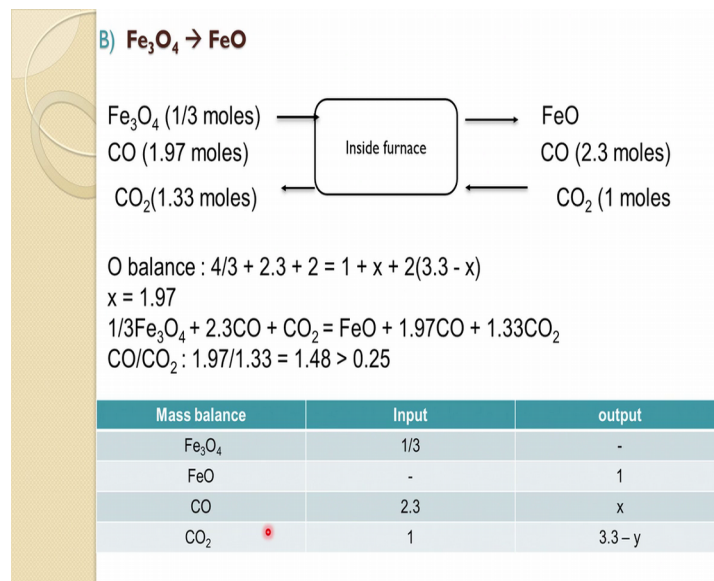 B) Fe₃O₄ → FeO
Fe₃O₄ (1/3 moles) FeO
CO (1.97 moles) Inside furnace CO (2.3 moles)
CO₂(1.33 moles) CO₂ (1 moles
O balance : 4/3 + 2.3 + 2 = 1 + x + 2(3.3 - x)
x = 1.97
1/3Fe₃O₄ + 2.3CO + CO₂ = FeO + 1.97CO + 1.33CO₂
CO/CO₂ : 1.97/1.33 = 1.48 > 0.25
Mass balance Input output
Fe₃O₄ 1/3 -
FeO - 1
CO 2.3 x
CO₂ 1 3.3 – y